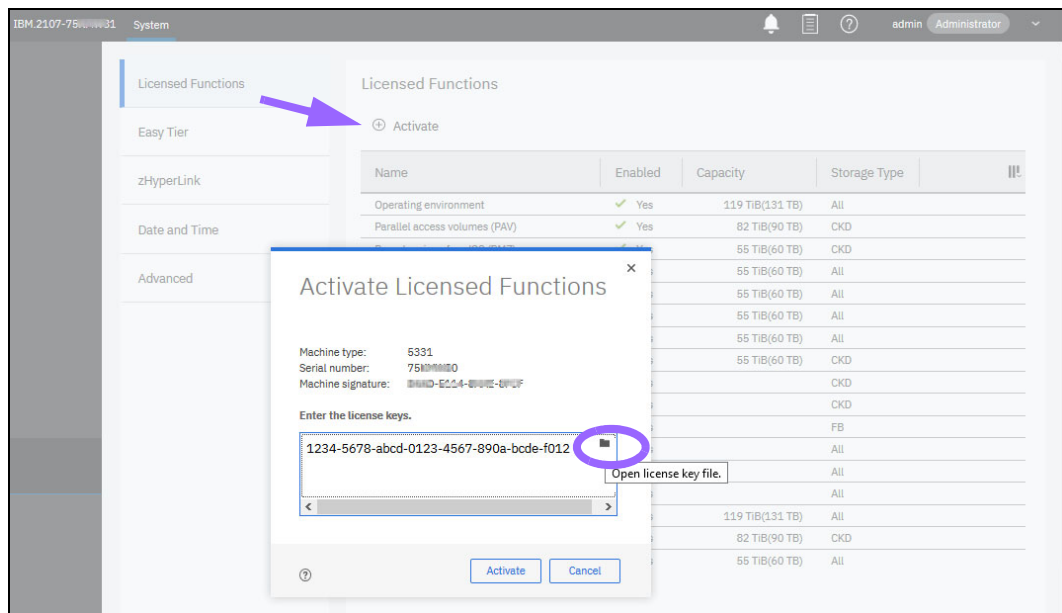 IBM.2107-75 31 System admin Administrator
Licensed Functions
Easy Tier
zHyperLink
Date and Time
Advanced
Licensed Functions
Activate
Name Enabled Capacity Storage Type
Operating environment Yes 119 TiB(131 TB) All
Parallel access volumes (PAV) Yes 82 TiB(90 TB) CKD
55 TiB(60 TB) CKD
55 TiB(60 TB) All
55 TiB(60 TB) All
55 TiB(60 TB) All
55 TiB(60 TB) All
55 TiB(60 TB) CKD
CKD
CKD
FB
All
All
All
119 TiB(131 TB) All
82 TiB(90 TB) CKD
55 TiB(60 TB) All
Activate Licensed Functions
Machine type: 5331
Serial number:
Machine signature:
Enter the license keys.
1234-5678-abcd-0123-4567-890a-bcde-f012
Open license key file.
Activate Cancel